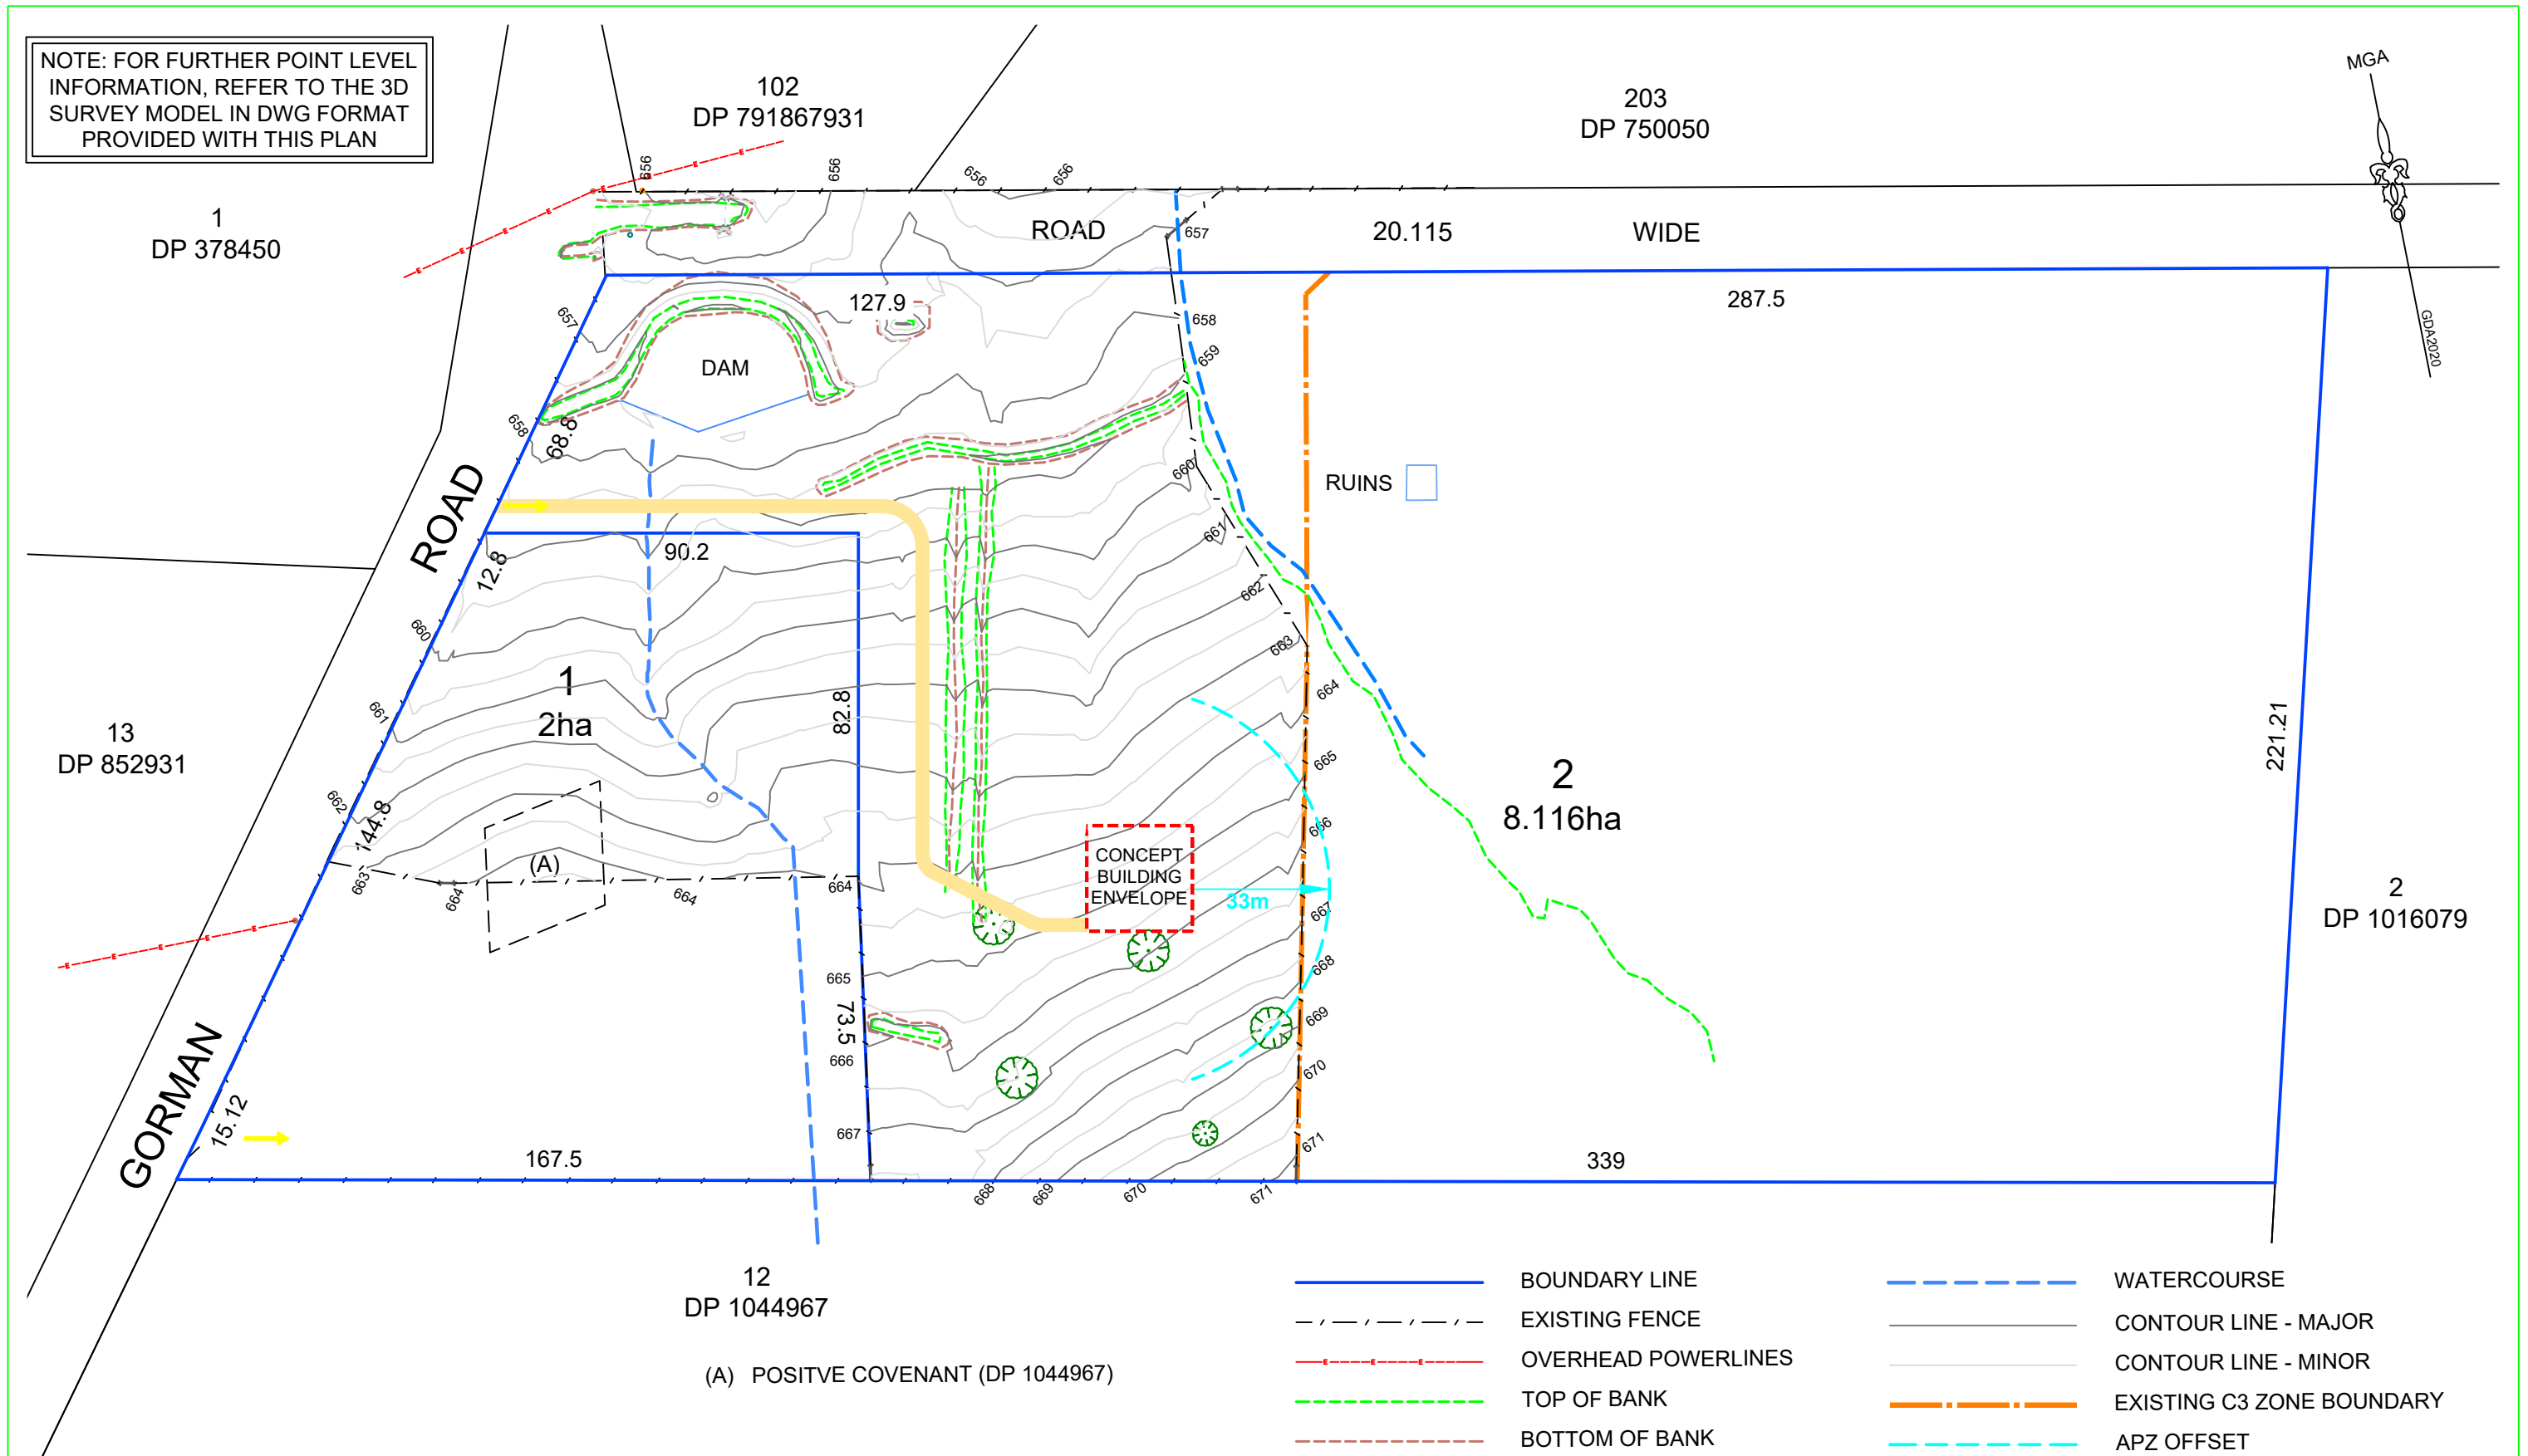 NOTE: FOR FURTHER POINT LEVEL
INFORMATION, REFER TO THE 3D
SURVEY MODEL IN DWG FORMAT
PROVIDED WITH THIS PLAN
102
DP 791867931
203
DP 750050
MGA
GDA2020
1
DP 378450
656
656
656
656
ROAD
20.115
WIDE
657
127.9
287.5
657
658
659
DAM
658
68.8
660
RUINS
ROAD
90.2
12.8
661
662
660
663
1
2ha
82.8
664
661
665
13
DP 852931
221.21
2
8.116ha
662
144.8
666
(A)
CONCEPT
BUILDING
ENVELOPE
33m
663
664
664
664
667
2
DP 1016079
665
668
73.5
669
666
670
GORMAN
15.12
667
671
167.5
339
668
669
670
671
12
DP 1044967
(A) POSITVE COVENANT (DP 1044967)
BOUNDARY LINE
EXISTING FENCE
E E E
OVERHEAD POWERLINES
TOP OF BANK
BOTTOM OF BANK
WATERCOURSE
CONTOUR LINE - MAJOR
CONTOUR LINE - MINOR
EXISTING C3 ZONE BOUNDARY
APZ OFFSET